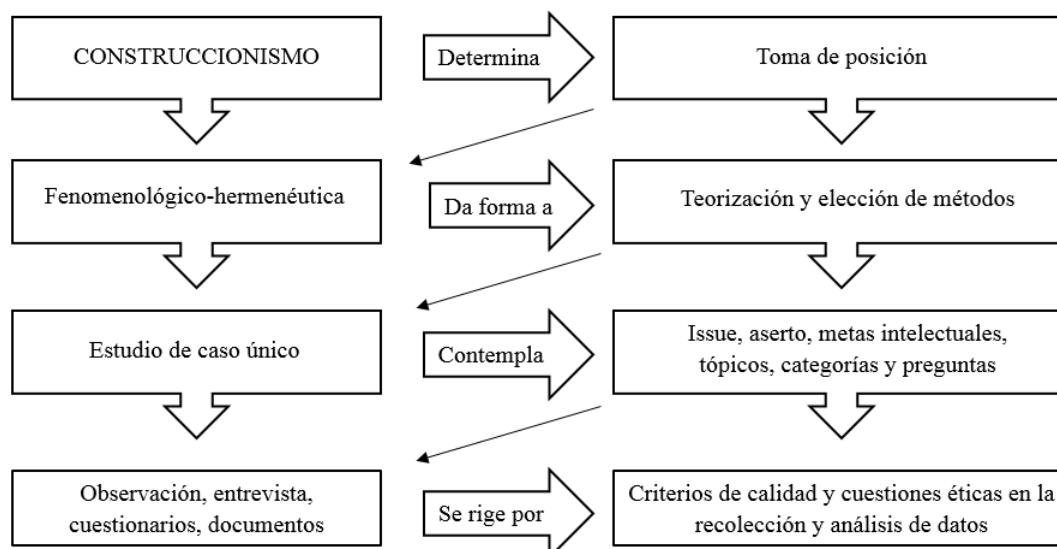 CONSTRUCCIONISMO
Determina
Toma de posición
Fenomenológico-hermenéutica
Da forma a
Teorización y elección de métodos
Estudio de caso único
Contempla
Issue, aserto, metas intelectuales,
tópicos, categorías y preguntas
Observación, entrevista,
cuestionarios, documentos
Se rige por
Criterios de calidad y cuestiones éticas en la
recolección y análisis de datos